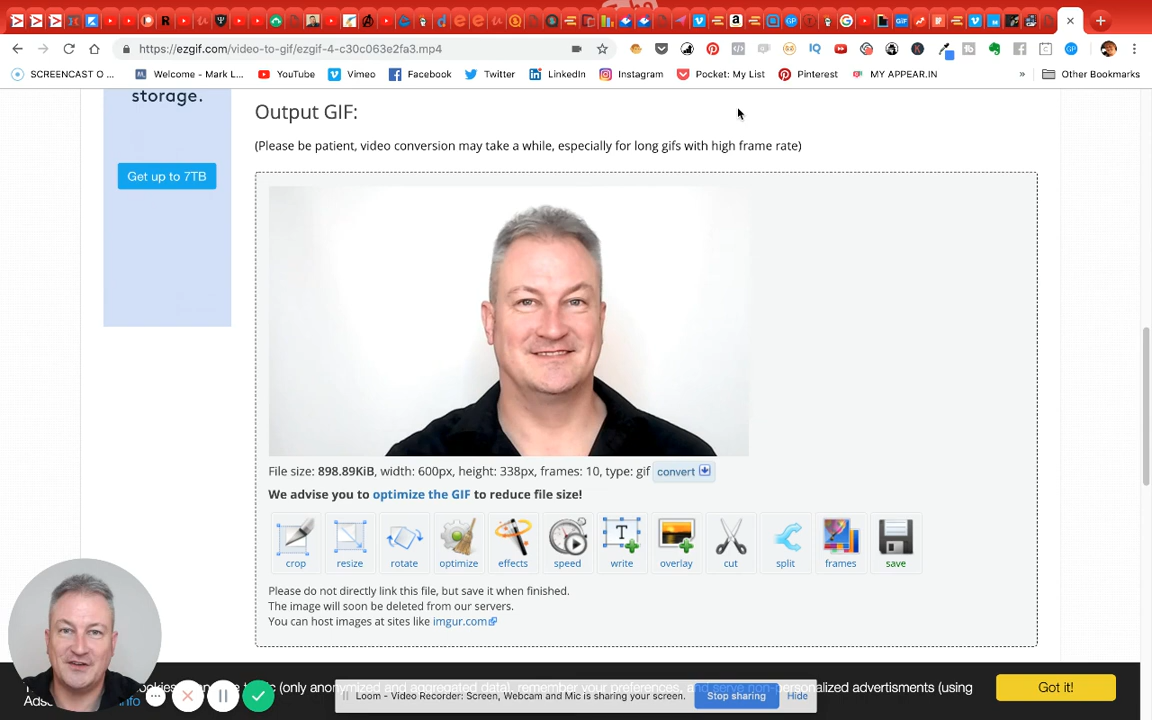 https://ezgif.com/video-to-gif/ezgif-4-c30c063e2fa3.mp4
SCREENCAST O ...
Welcome - Mark L...
YouTube
Vimeo
Facebook
Twitter
LinkedIn
Instagram
Pocket: My List
Pinterest
MY APPEAR.IN
»
Other Bookmarks
storage.
Get up to 7TB
Output GIF:
(Please be patient, video conversion may take a while, especially for long gifs with high frame rate)
File size: 898.89KiB, width: 600px, height: 338px, frames: 10, type: gif convert
We advise you to optimize the GIF to reduce file size!
crop
resize
rotate
optimize
effects
speed
write
overlay
cut
split
frames
save
Please do not directly link this file, but save it when finished.
The image will soon be deleted from our servers.
You can host images at sites like imgur.com
(only anonymized and aggregated data), remember your preferences, and serve non-personalized advertisments (using
Got it!
Loom - Video Recorder: Screen, Webcam and Mic is sharing your screen.
Stop sharing
Hide